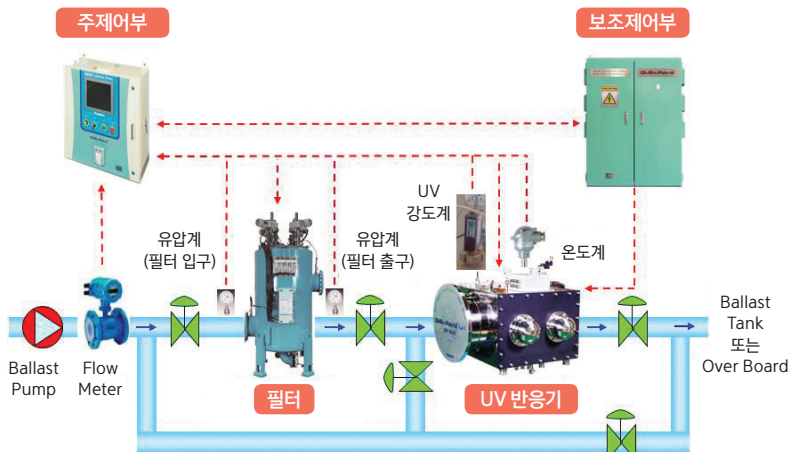 주제어부
보조제어부
GloEn-Patrol
UV
강도계
유압계
(필터 입구)
유압계
(필터 출구)
온도계
Ballast
Pump
Flow
Meter
필터
UV 반응기
Ballast
Tank
또는
Over Board